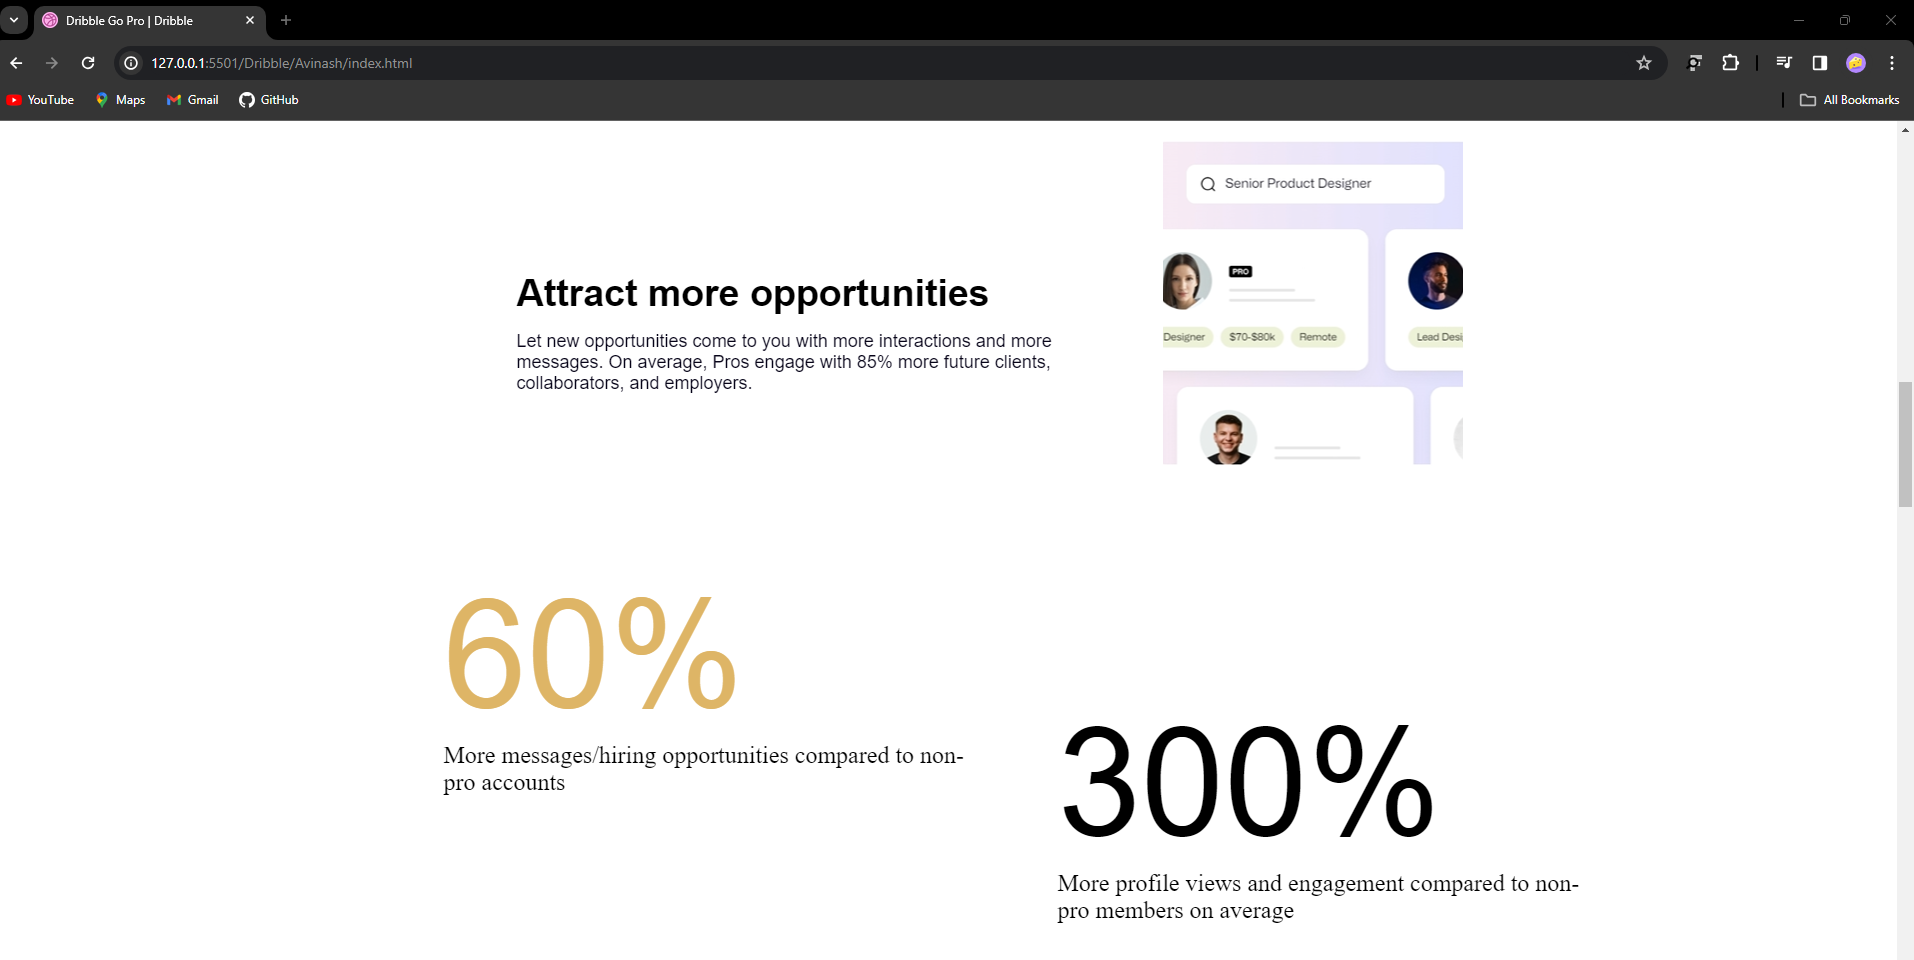 Dribble Go Pro | Dribble
127.0.0.1:5501/Dribble/Avinash/index.html
YouTube
Maps
Gmail
GitHub
All Bookmarks
Senior Product Designer
PRO
Designer
$70-$80k
Remote
Lead Desi
Attract more opportunities
Let new opportunities come to you with more interactions and more
messages. On average, Pros engage with 85% more future clients,
collaborators, and employers.
60%
More messages/hiring opportunities compared to non-
pro accounts
300%
More profile views and engagement compared to non-
pro members on average